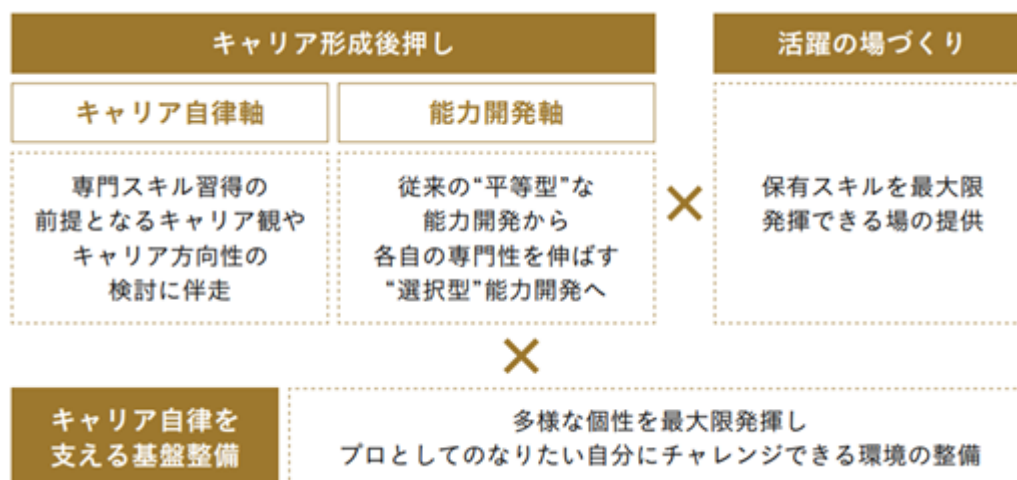 キャリア形成後押し
活躍の場づくり
キャリア自律軸
能力開発軸
専門スキル習得の
前提となるキャリア観や
キャリア方向性の
検討に伴走
従来の“平等型”な
能力開発から
各自の専門性を伸ばす
“選択型”能力開発へ
×
保有スキルを最大限
発揮できる場の提供
×
キャリア自律を
支える基盤整備
多様な個性を最大限発揮し
プロとしてのなりたい自分にチャレンジできる環境の整備